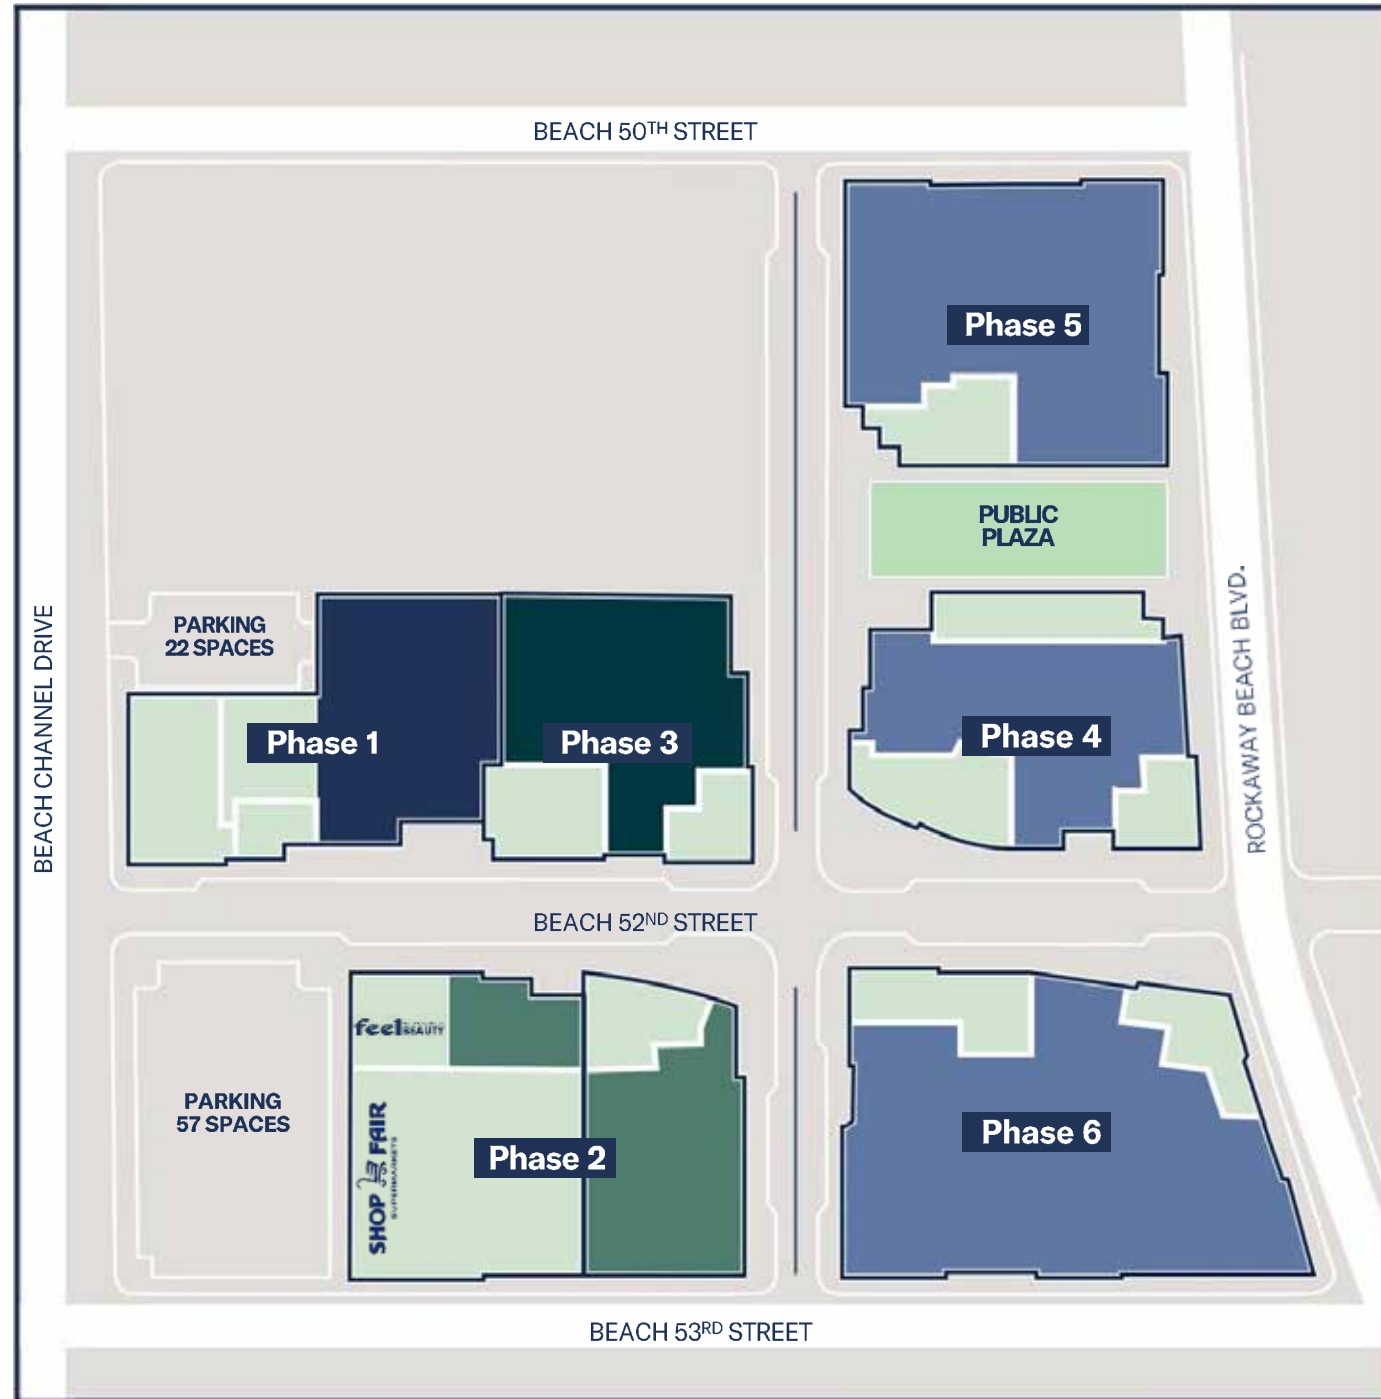 BEACH 50TH STREET
Phase 5
PUBLIC
PLAZA
BEACH CHANNEL DRIVE
PARKING
22 SPACES
Phase 1
Phase 3
Phase 4
ROCKAWAY BEACH BLVD.
BEACH 52ND STREET
feel
BEAUTY
PARKING
57 SPACES
SHOP FAIR
SUPERMARKETS
Phase 2
Phase 6
BEACH 53RD STREET